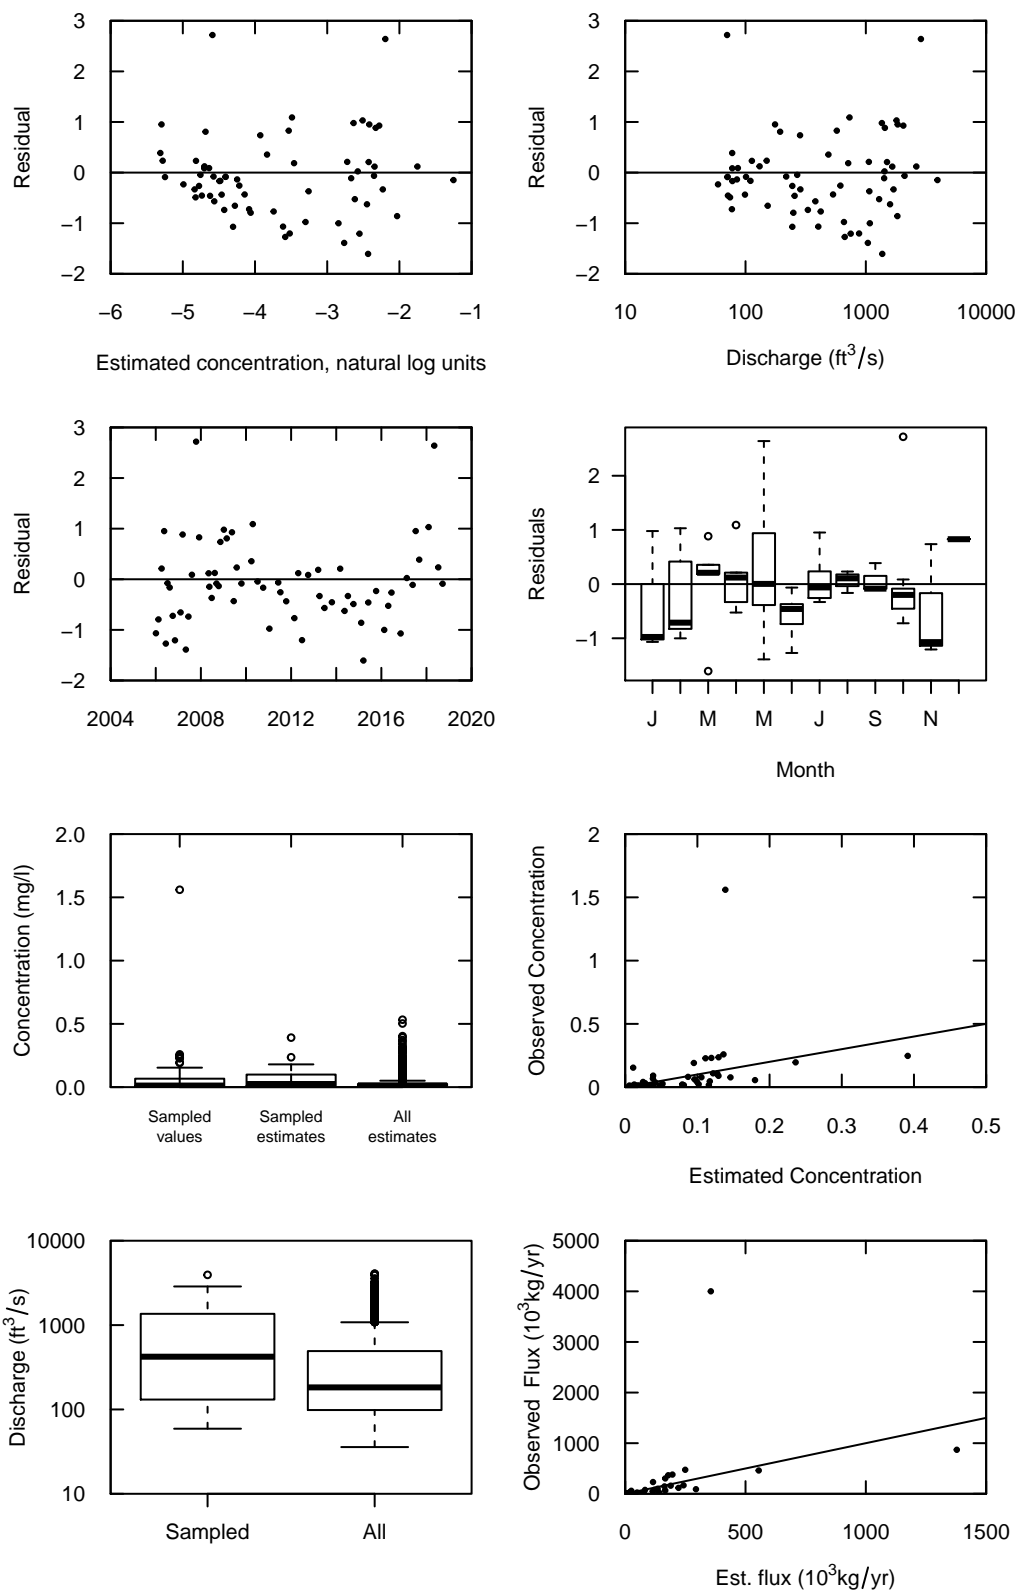 3
2
1
0
−1
−2
Residual
−6 −5 −4 −3 −2 −1
Estimated concentration, natural log units
3
2
1
0
−1
−2
Residual
10 100 1000 10000
Discharge (ft3/s)
3
2
1
0
−1
−2
Residual
2004 2008 2012 2016 2020
2
1
0
−1
Residuals
J M M J S N
Month
2.0
1.5
1.0
0.5
0.0
Concentration (mg/l)
Sampled values
Sampled estimates
All estimates
2
1.5
1
0.5
0
Observed Concentration
0 0.1 0.2 0.3 0.4 0.5
Estimated Concentration
10000
1000
100
10
Discharge (ft3/s)
Sampled All
5000
4000
3000
2000
1000
0
Observed Flux (103kg/yr)
0 500 1000 1500
Est. flux (103kg/yr)